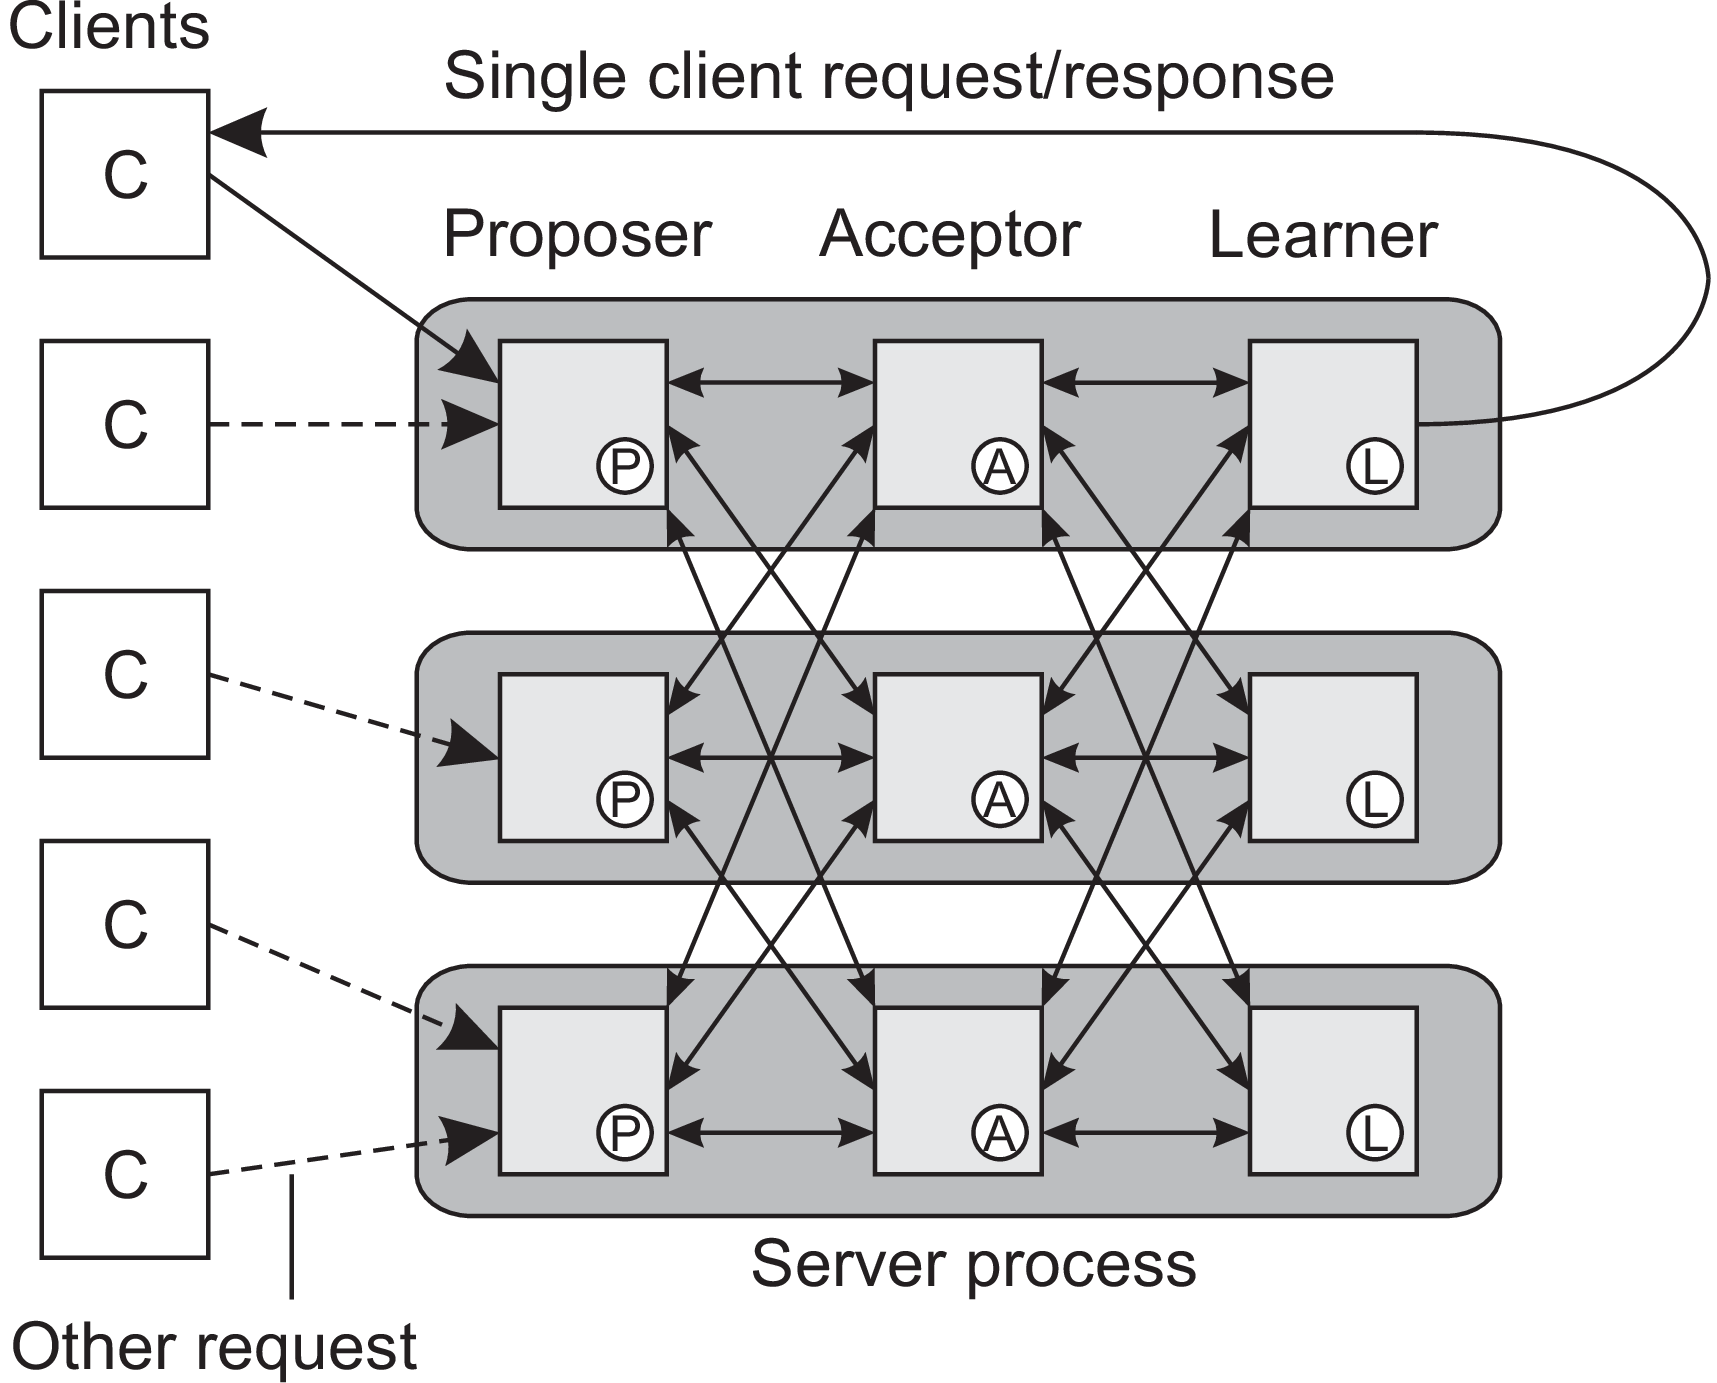 Clients
Single client request/response
C
Proposer Acceptor Learner
C
P A L
C
P A L
C
C
P A L
Server process
Other request